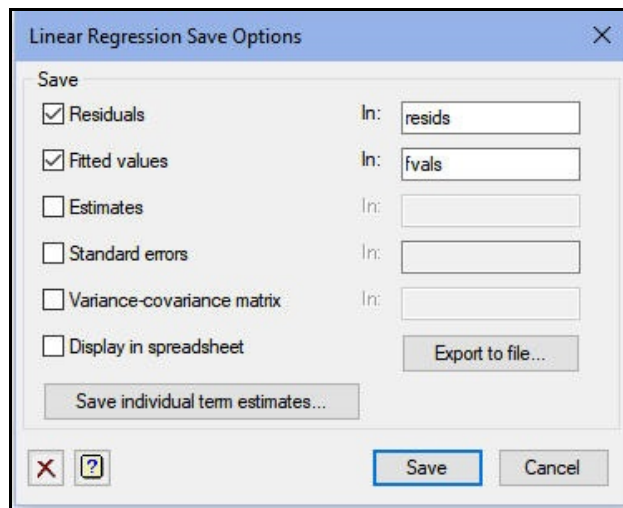 Linear Regression Save Options
Save
Residuals In: resids
Fitted values In: fvals
Estimates In:
Standard errors In:
Variance-covariance matrix In:
Display in spreadsheet Export to file...
Save individual term estimates...
? Save Cancel